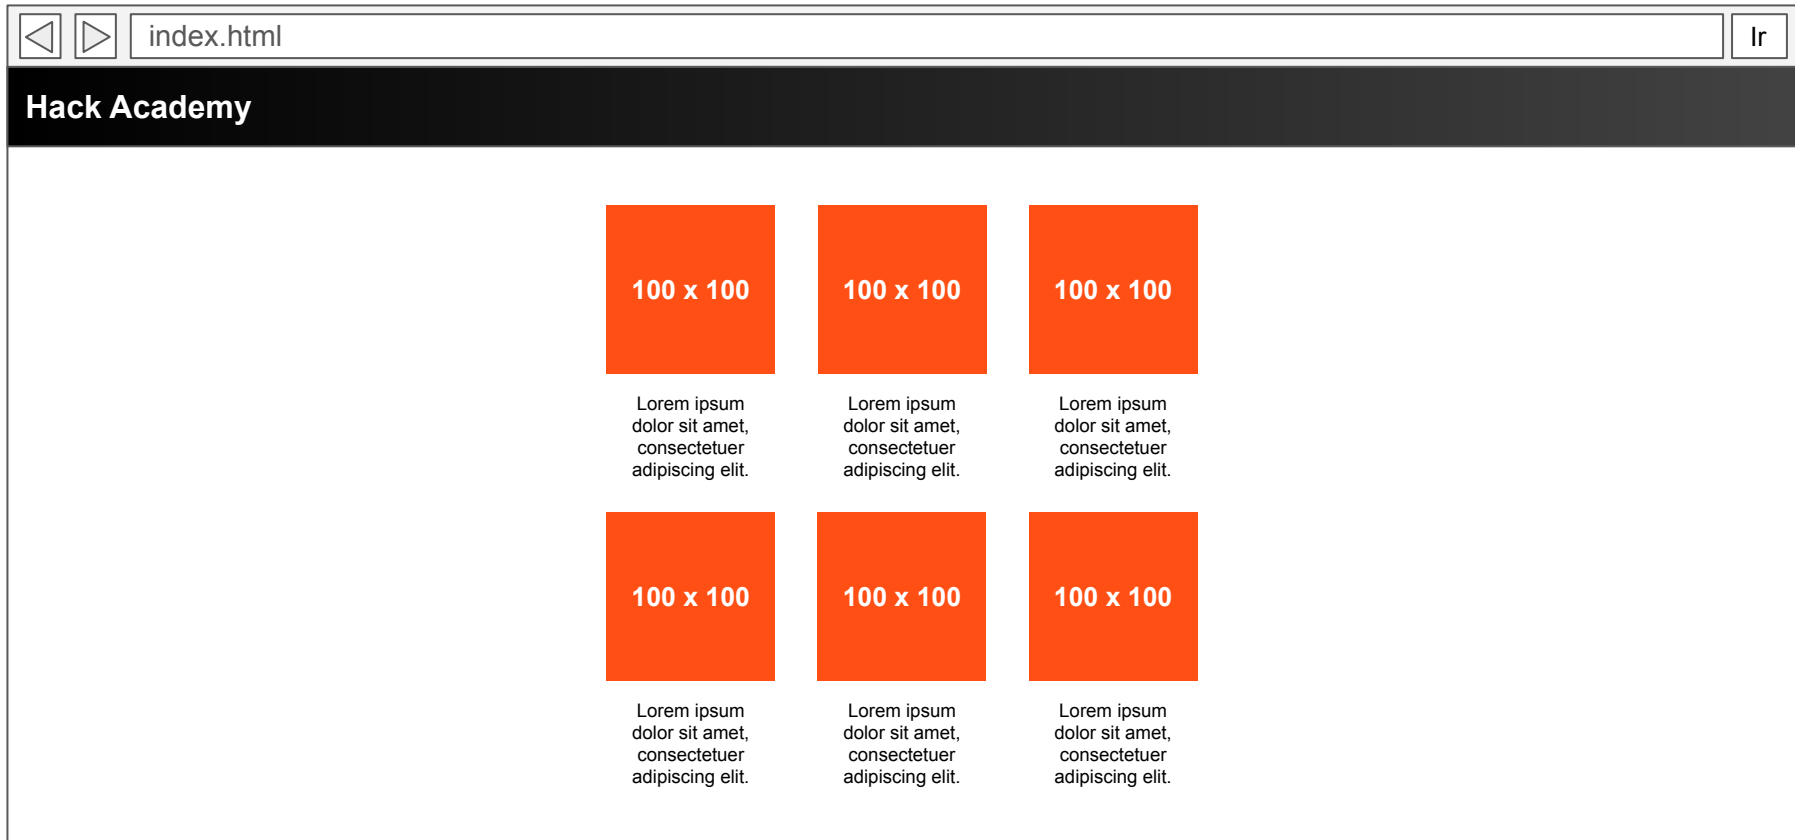 index.html
Ir
Hack Academy
100 x 100
100 x 100
100 x 100
Lorem ipsum
dolor sit amet,
consectetuer
adipiscing elit.
Lorem ipsum
dolor sit amet,
consectetuer
adipiscing elit.
Lorem ipsum
dolor sit amet,
consectetuer
adipiscing elit.
100 x 100
100 x 100
100 x 100
Lorem ipsum
dolor sit amet,
consectetuer
adipiscing elit.
Lorem ipsum
dolor sit amet,
consectetuer
adipiscing elit.
Lorem ipsum
dolor sit amet,
consectetuer
adipiscing elit.